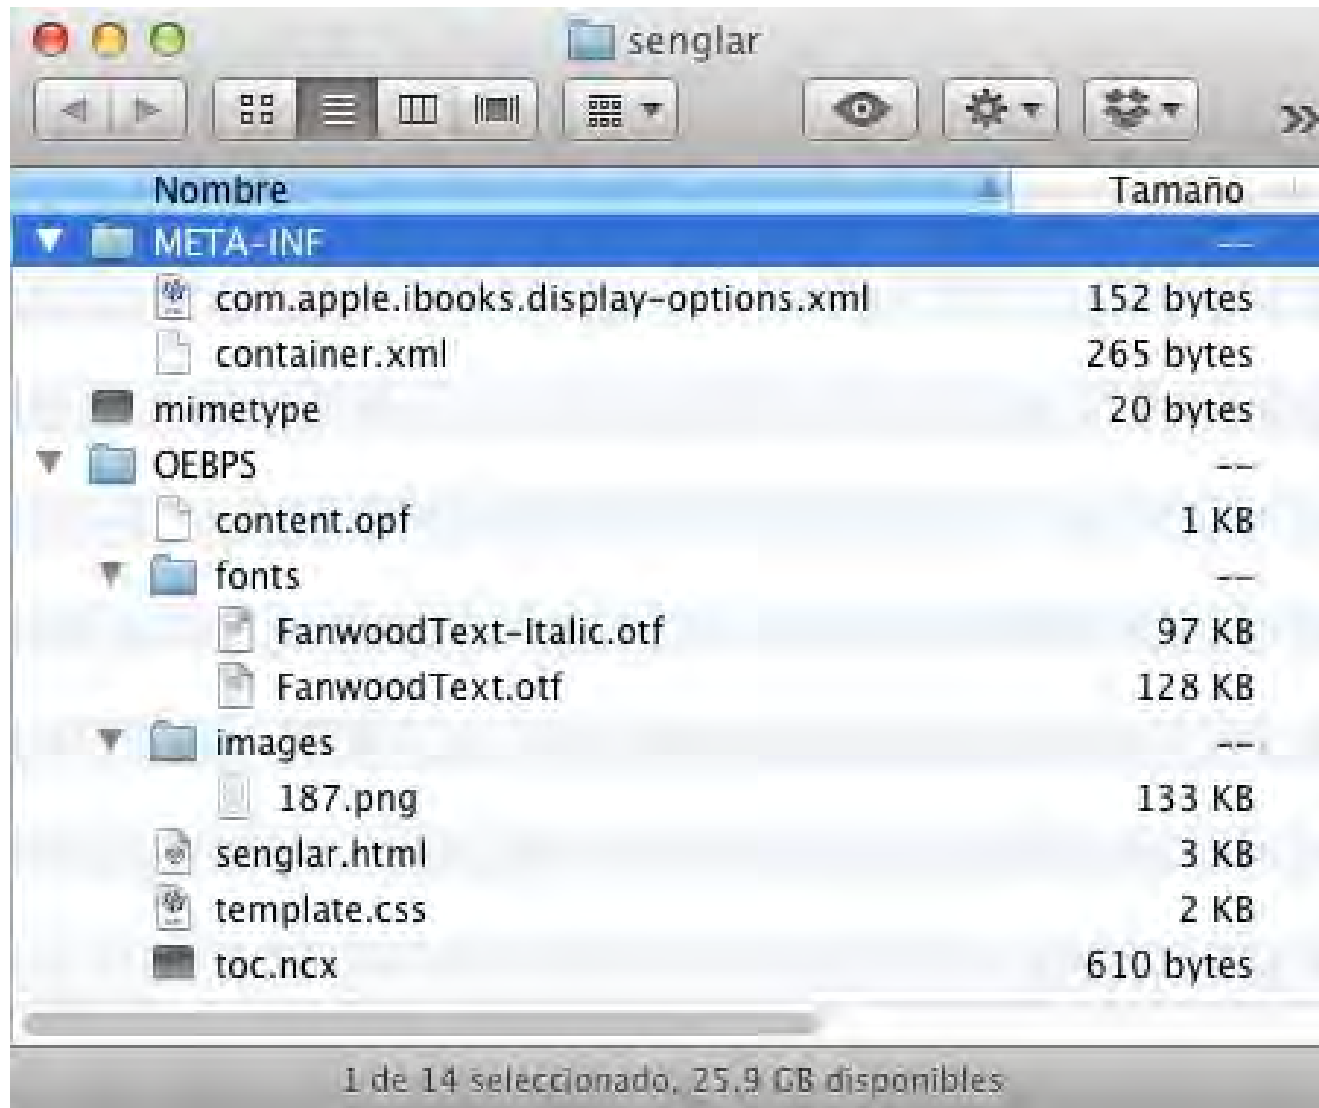 senglar
Nombre Tamaño
META-INF --
com.apple.ibooks.display-options.xml 152 bytes
container.xml 265 bytes
mimetype 20 bytes
OEBPS --
content.opf 1 KB
fonts --
FanwoodText-Italic.otf 97 KB
FanwoodText.otf 128 KB
images --
187.png 133 KB
senglar.html 3 KB
template.css 2 KB
toc.ncx 610 bytes
1 de 14 seleccionado, 25.9 GB disponibles